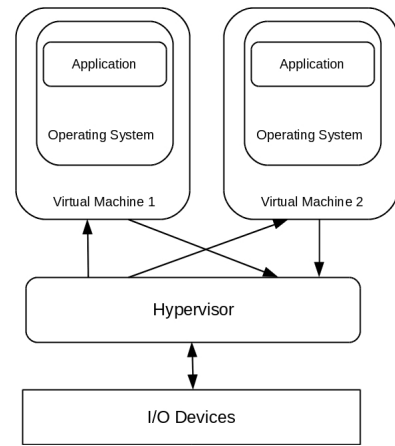 Application
Operating System
Virtual Machine 1
Application
Operating System
Virtual Machine 2
Hypervisor
I/O Devices